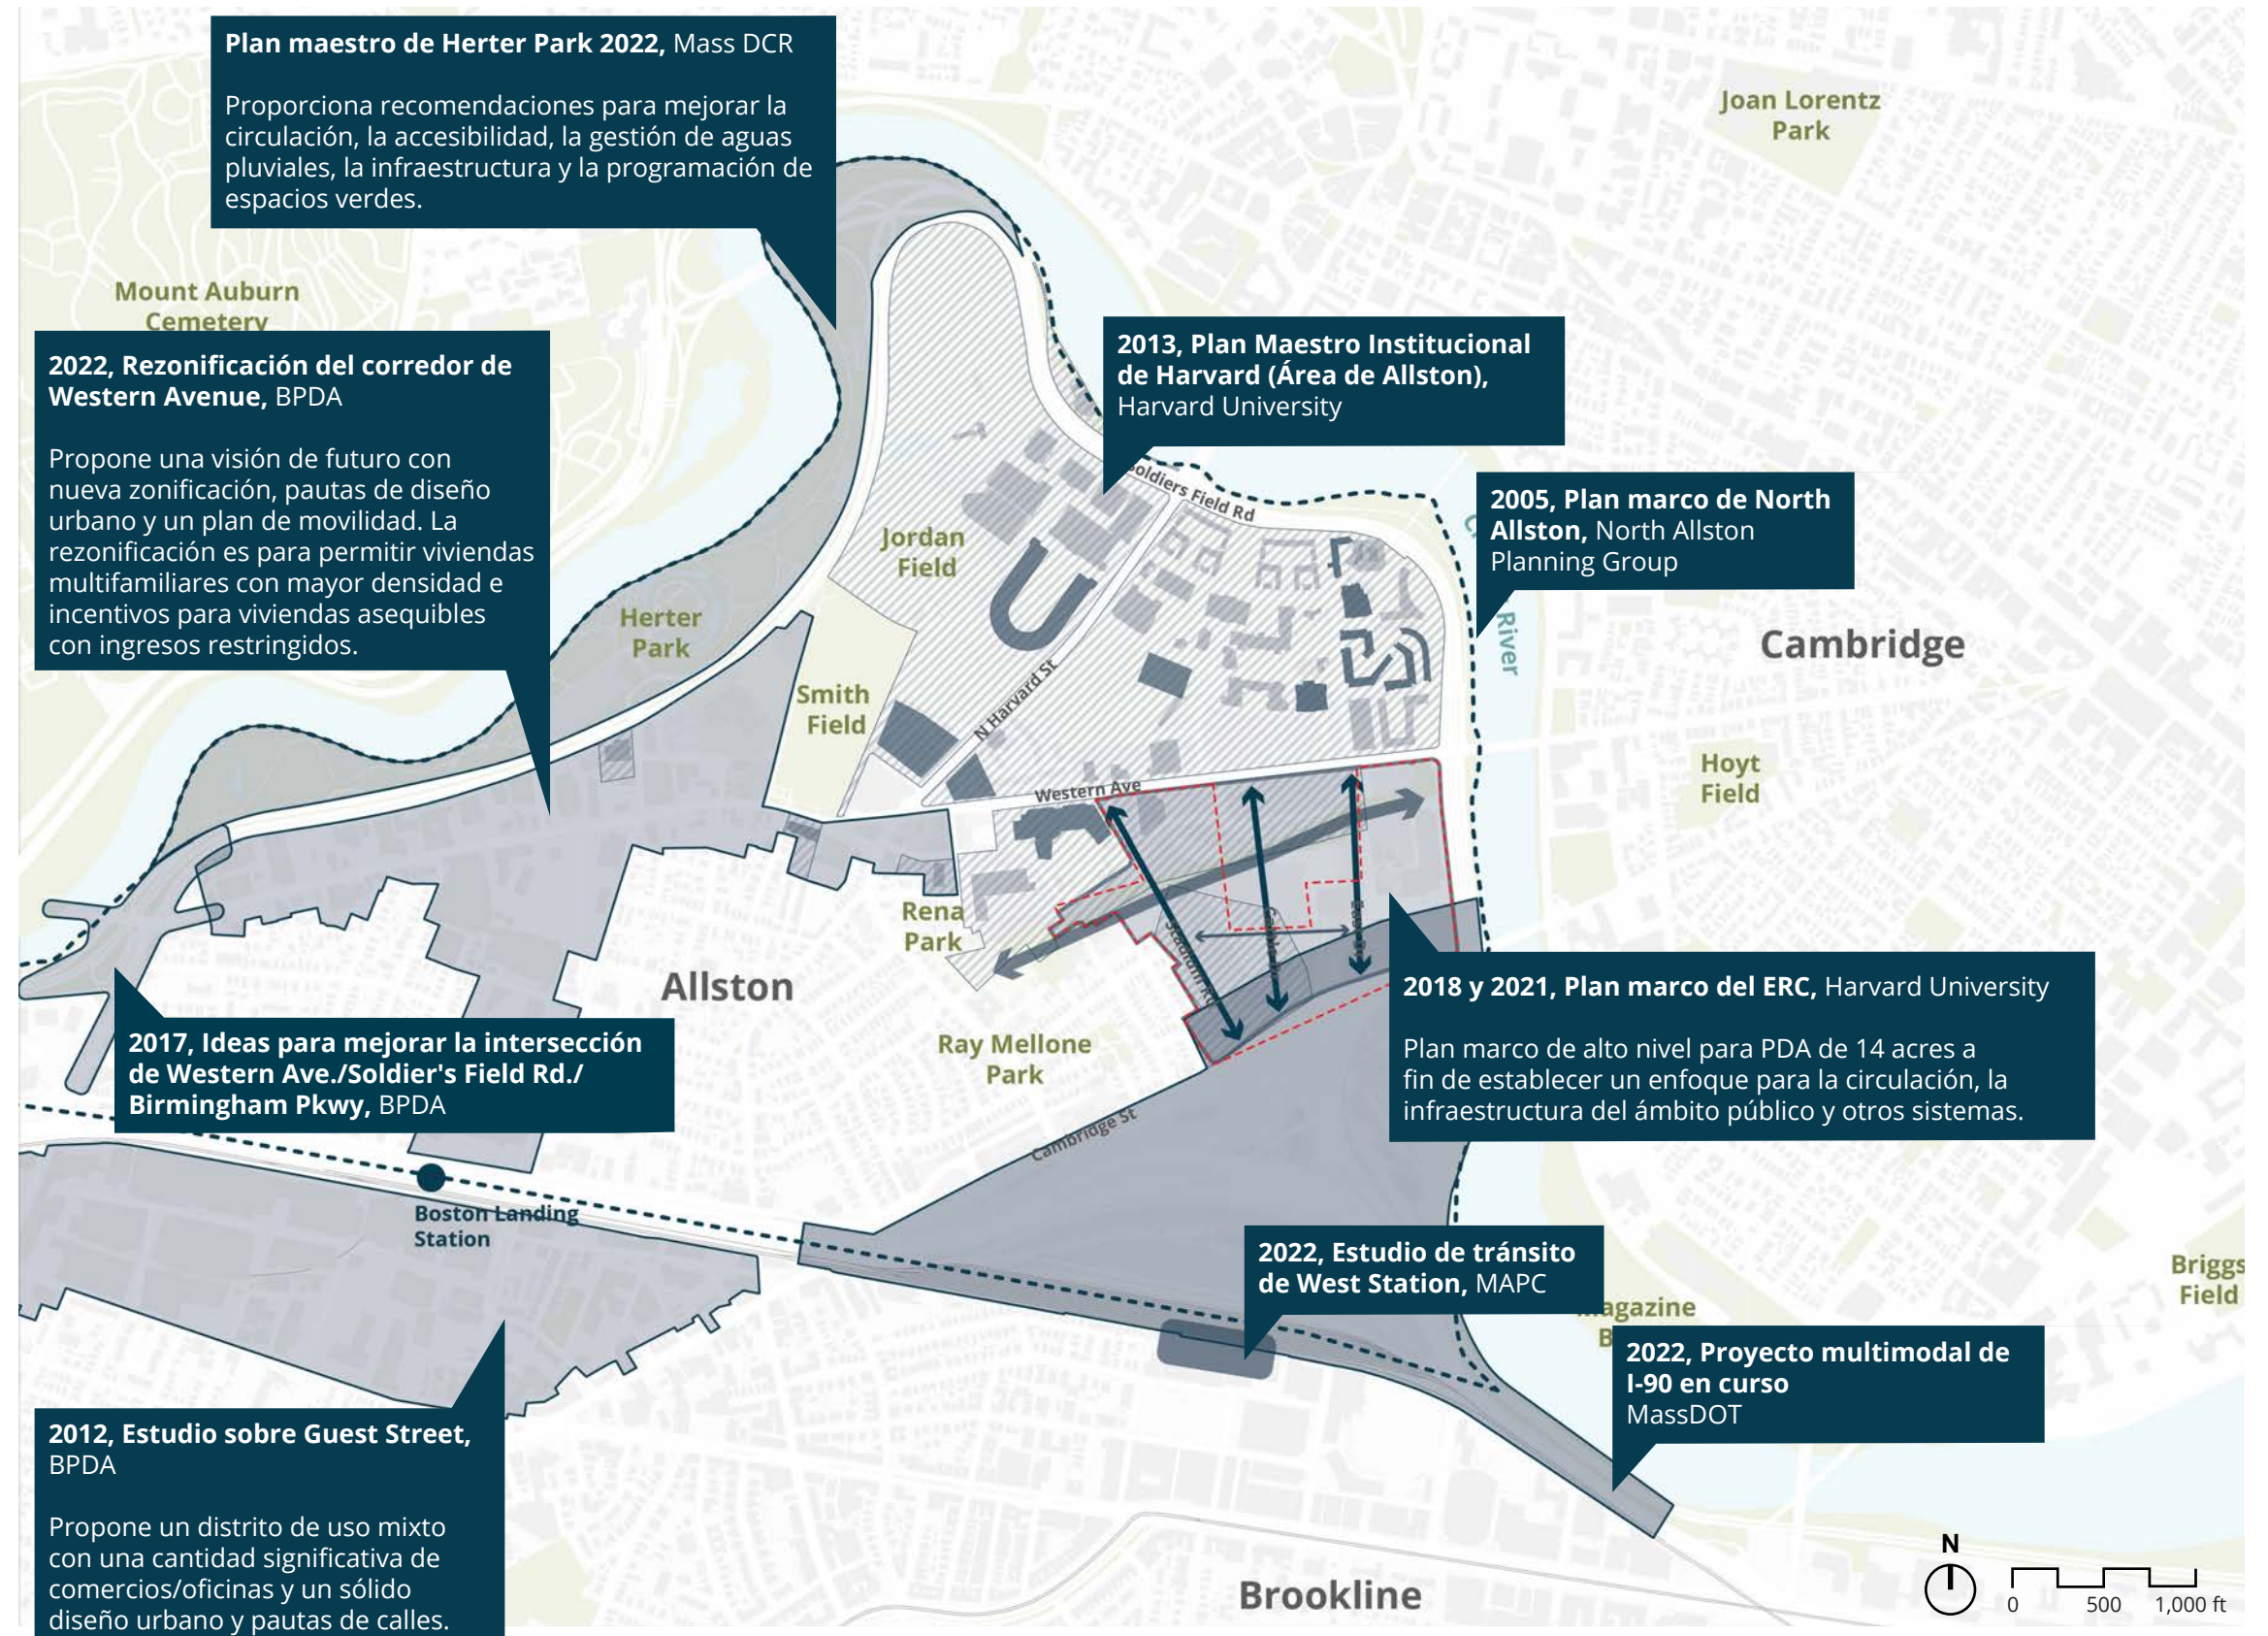 Plan maestro de Herter Park 2022, Mass DCR
Proporciona recomendaciones para mejorar la
circulación, la accesibilidad, la gestión de aguas
pluviales, la infraestructura y la programación de
espacios verdes.
Joan Lorentz
Park
Mount Auburn
Cemetery
2022, Rezonificación del corredor de
Western Avenue, BPDA
Propone una visión de futuro con
nueva zonificación, pautas de diseño
urbano y un plan de movilidad. La
rezonificación es para permitir viviendas
multifamiliares con mayor densidad e
incentivos para viviendas asequibles
con ingresos restringidos.
2013, Plan Maestro Institucional
de Harvard (Área de Allston),
Harvard University
Soldiers Field Rd
2005, Plan marco de North
Allston, North Allston
Planning Group
River
Jordan
Field
Herter
Park
Cambridge
Smith
Field
N Harvard St
Hoyt
Field
Western Ave
Rena
Park
Allston
Stadium Rd
2018 y 2021, Plan marco del ERC, Harvard University
Plan marco de alto nivel para PDA de 14 acres a
fin de establecer un enfoque para la circulación, la
infraestructura del ámbito público y otros sistemas.
2017, Ideas para mejorar la intersección
de Western Ave./Soldier's Field Rd./
Birmingham Pkwy, BPDA
Ray Mellone
Park
Cambridge St
Boston Landing
Station
2022, Estudio de tránsito
de West Station, MAPC
Briggs
Field
2022, Proyecto multimodal de
I-90 en curso
MassDOT
2012, Estudio sobre Guest Street,
BPDA
Propone un distrito de uso mixto
con una cantidad significativa de
comercios/oficinas y un sólido
diseño urbano y pautas de calles.
Brookline
N
0 500 1,000 ft